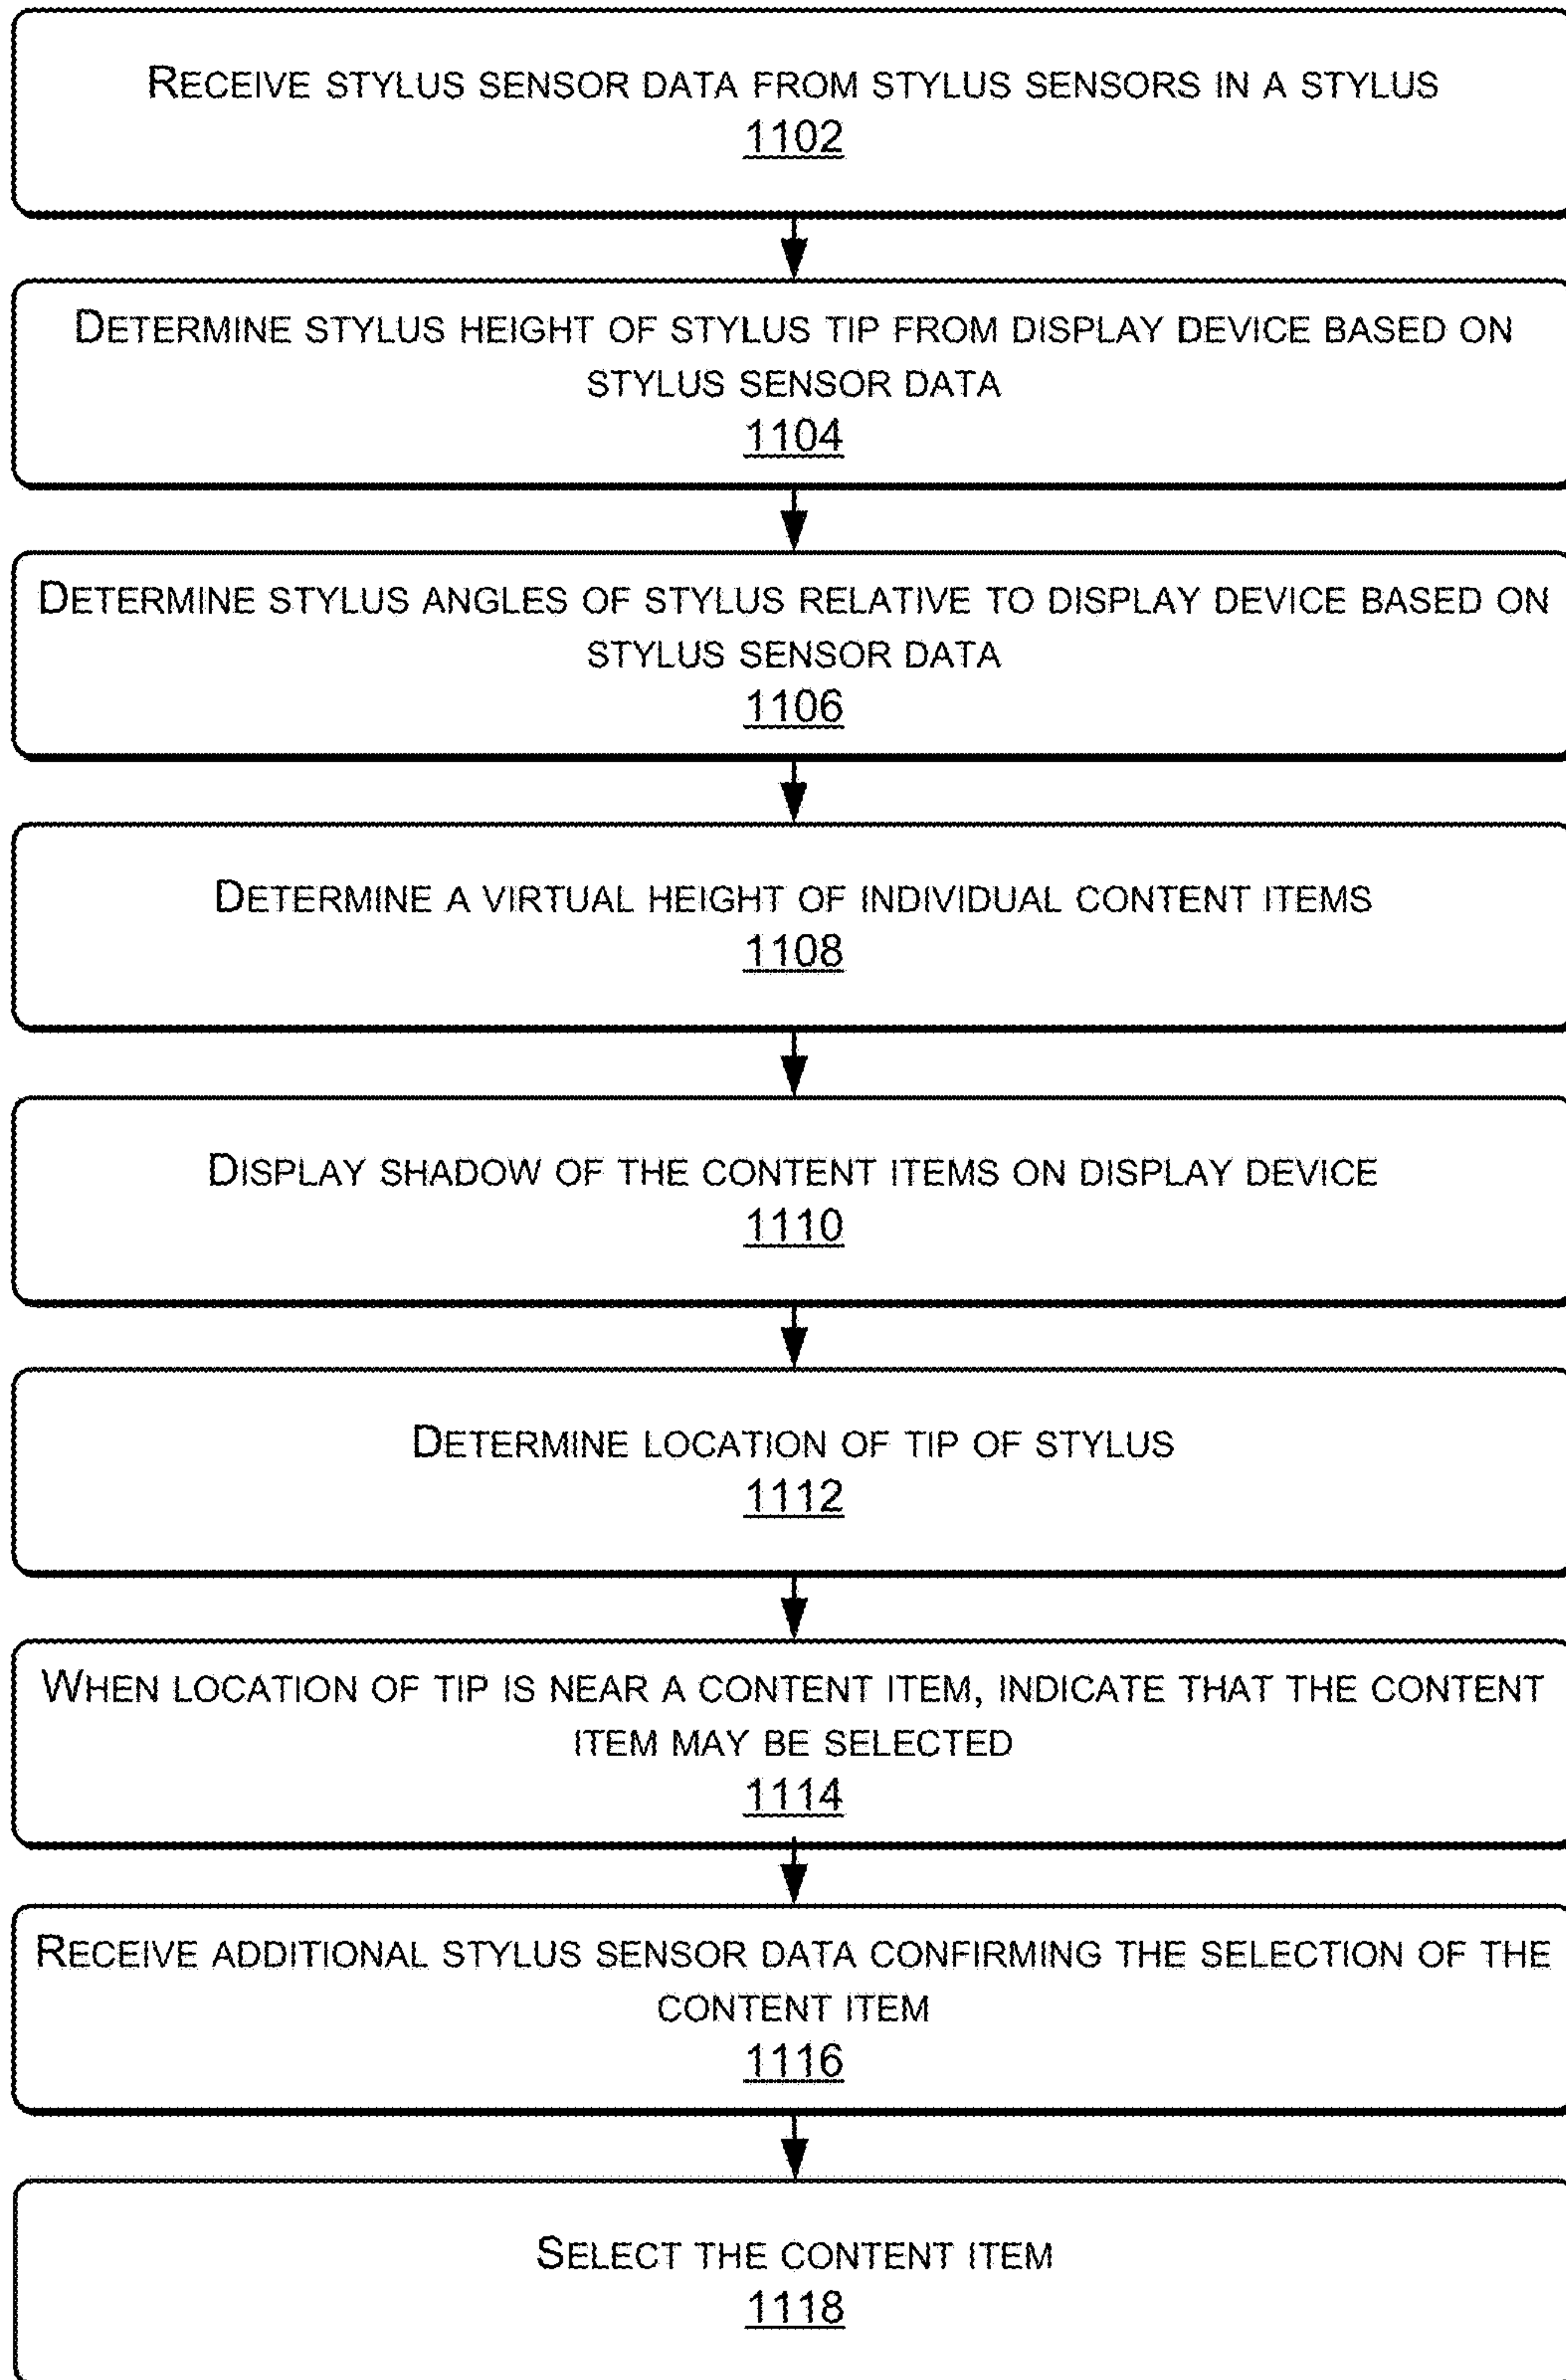 RECEIVE STYLUS SENSOR DATA FROM STYLUS SENSORS IN A STYLUS
1102
DETERMINE STYLUS HEIGHT OF STYLUS TIP FROM DISPLAY DEVICE BASED ON
STYLUS SENSOR DATA
1104
DETERMINE STYLUS ANGLES OF STYLUS RELATIVE TO DISPLAY DEVICE BASED ON
STYLUS SENSOR DATA
1106
DETERMINE A VIRTUAL HEIGHT OF INDIVIDUAL CONTENT ITEMS
1108
DISPLAY SHADOW OF THE CONTENT ITEMS ON DISPLAY DEVICE
1110
DETERMINE LOCATION OF TIP OF STYLUS
1112
WHEN LOCATION OF TIP IS NEAR A CONTENT ITEM, INDICATE THAT THE CONTENT
ITEM MAY BE SELECTED
1114
RECEIVE ADDITIONAL STYLUS SENSOR DATA CONFIRMING THE SELECTION OF THE
CONTENT ITEM
1116
SELECT THE CONTENT ITEM
1118